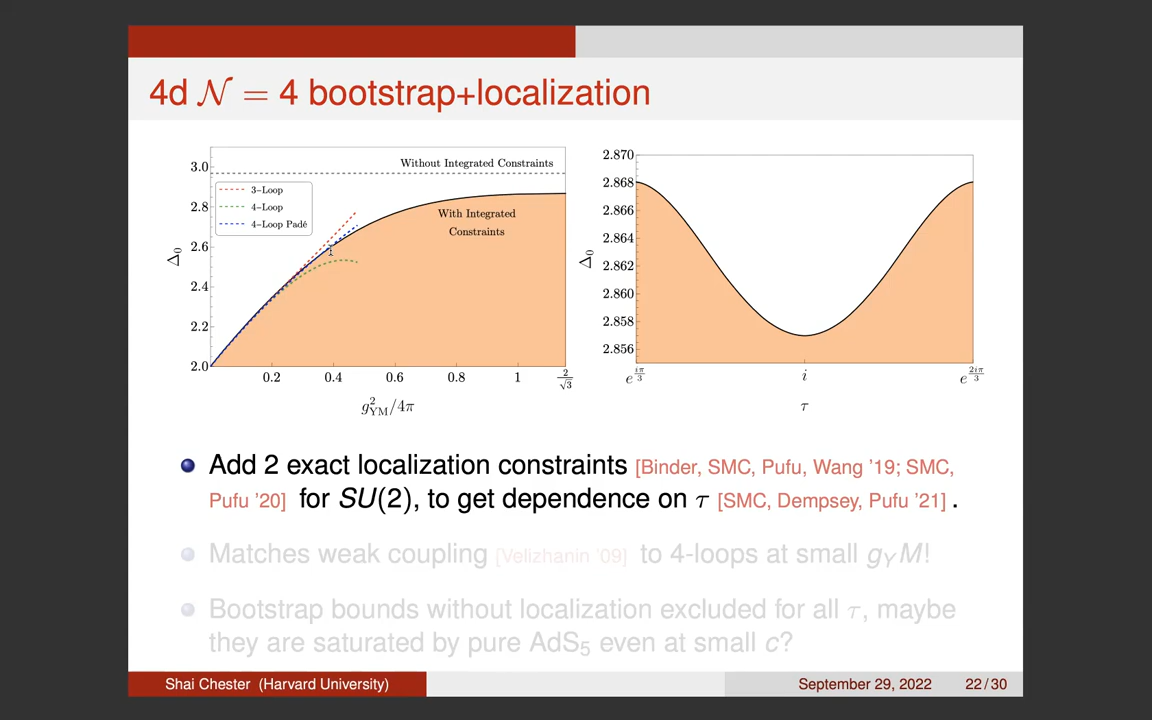 4d 𝒩 = 4 bootstrap+localization
3.0
2.8
2.6
2.4
2.2
2.0
Δ₀
Without Integrated Constraints
3−Loop
4−Loop
4−Loop Padé
With Integrated
Constraints
0.2 0.4 0.6 0.8 1 2/√3
g²_YM/4π
2.870
2.868
2.866
2.864
2.862
2.860
2.858
2.856
Δ₀
e^{iπ/3} i e^{2iπ/3}
τ
Add 2 exact localization constraints [Binder, SMC, Pufu, Wang '19; SMC,
Pufu '20] for SU(2), to get dependence on τ [SMC, Dempsey, Pufu '21] .
Matches weak coupling [Velizhanin '09] to 4-loops at small g_Y M!
Bootstrap bounds without localization excluded for all τ, maybe
they are saturated by pure AdS₅ even at small c?
Shai Chester (Harvard University) September 29, 2022 22 / 30